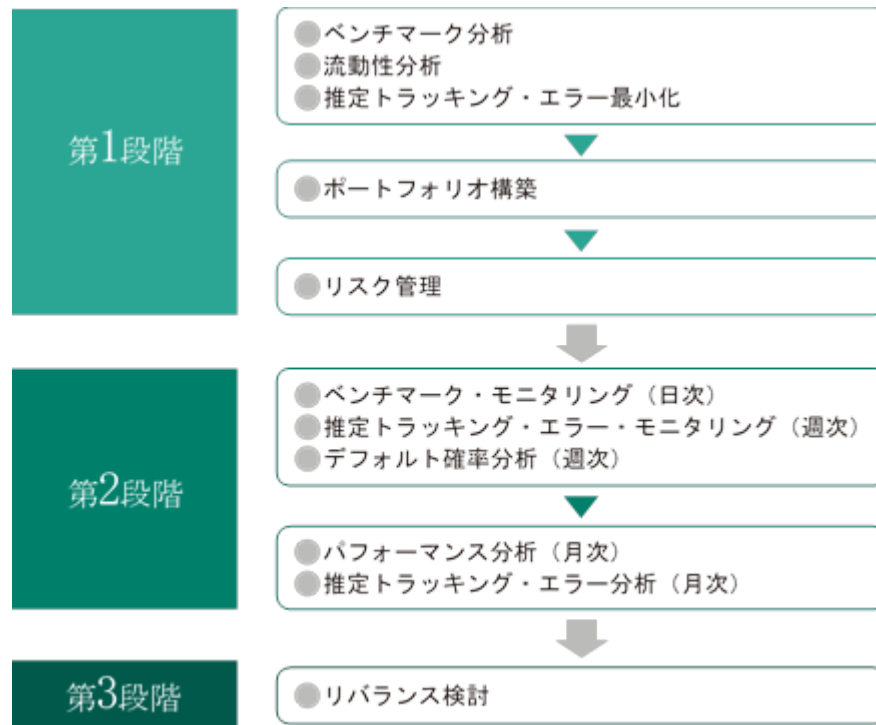 第1段階
●ベンチマーク分析
●流動性分析
●推定トラッキング・エラー最小化
●ポートフォリオ構築
●リスク管理
第2段階
●ベンチマーク・モニタリング（日次）
●推定トラッキング・エラー・モニタリング（週次）
●デフォルト確率分析（週次）
●パフォーマンス分析（月次）
●推定トラッキング・エラー分析（月次）
第3段階
●リバランス検討